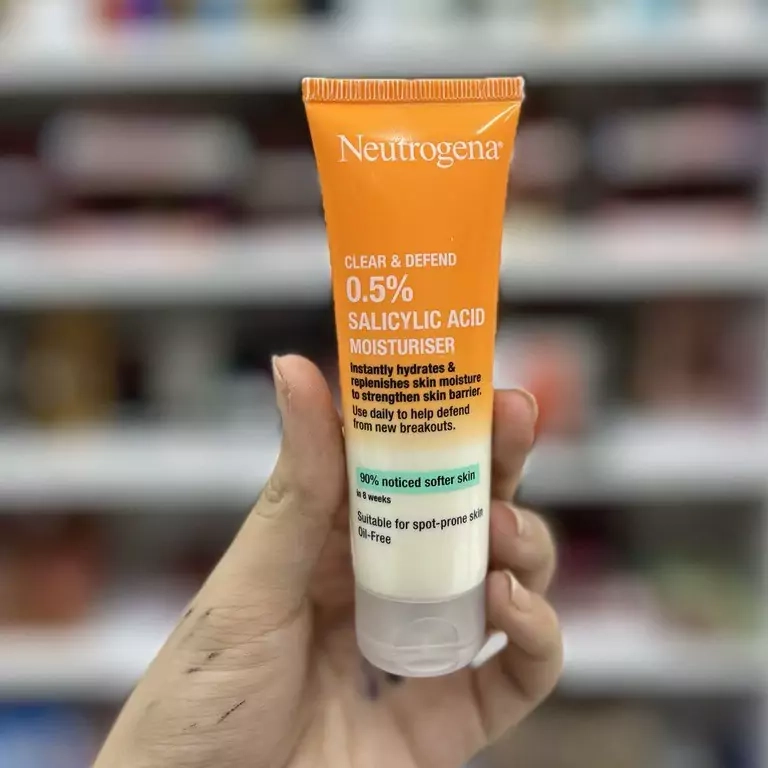 Neutrogena®
CLEAR & DEFEND
0.5%
SALICYLIC ACID
MOISTURISER
Instantly hydrates &
replenishes skin moisture
to strengthen skin barrier.
Use daily to help defend
from new breakouts.
90% noticed softer skin
in 8 weeks
Suitable for spot-prone skin
Oil-Free